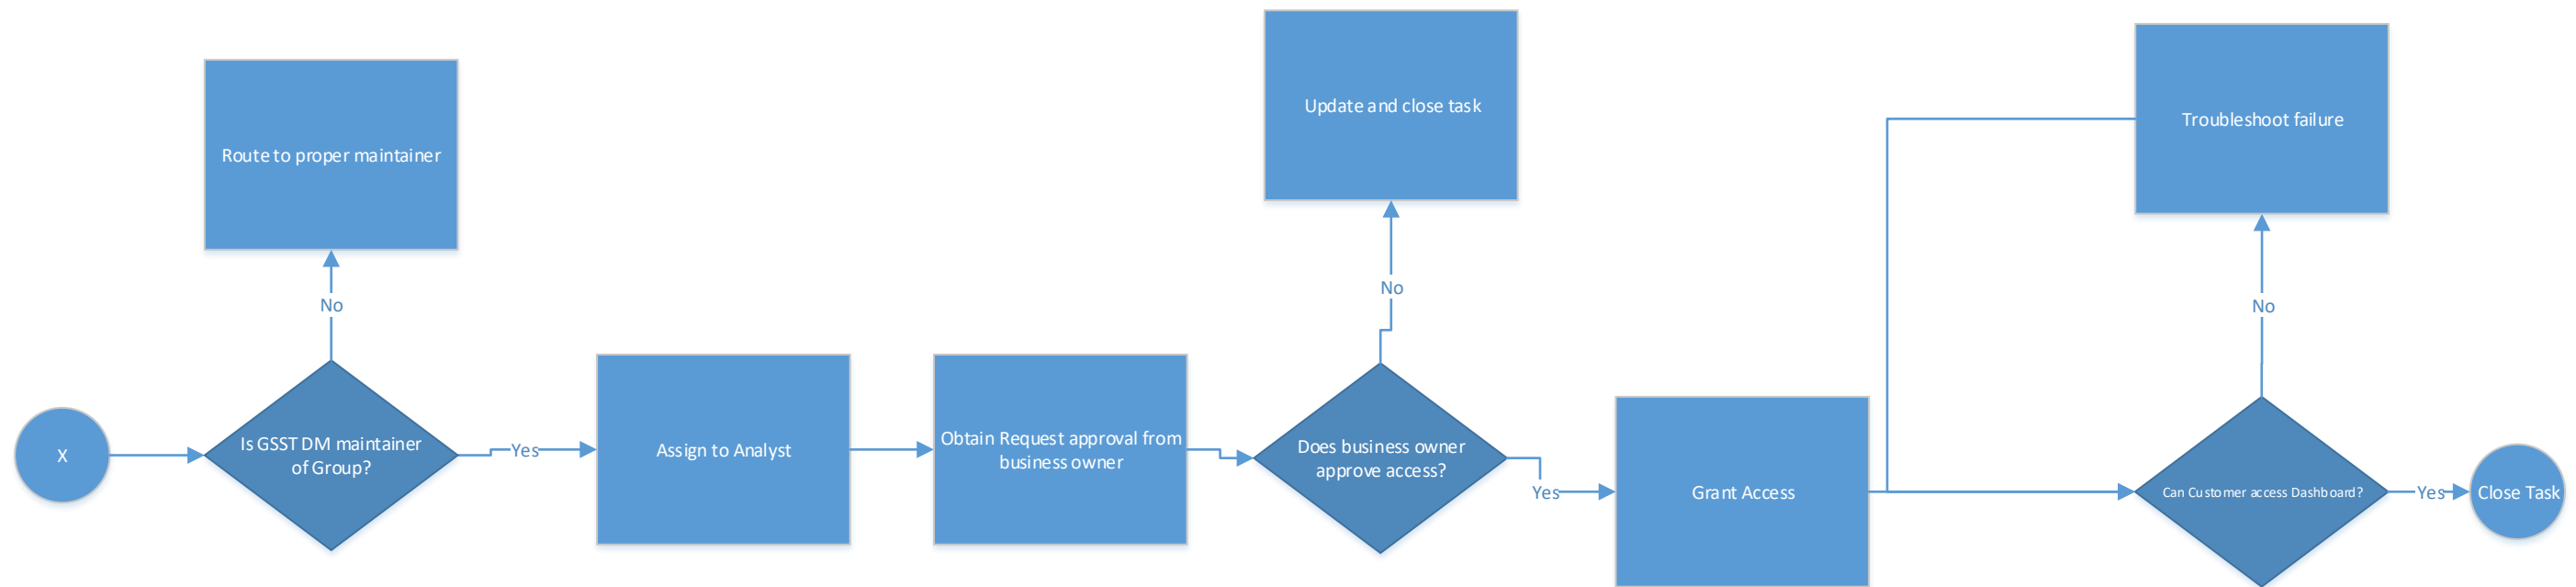 X
Is GSST DM maintainer
of Group?
No
Route to proper maintainer
Yes
Assign to Analyst
Obtain Request approval from
business owner
Does business owner
approve access?
No
Update and close task
Yes
Grant Access
Can Customer access Dashboard?
No
Troubleshoot failure
Yes
Close Task